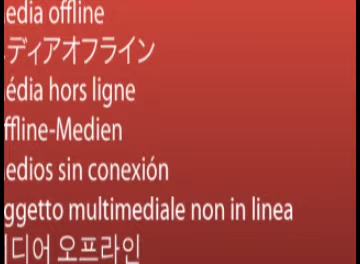 edia offline
ディアオフライン
édia hors ligne
ffline-Medien
edios sin conexión
ggetto multimediale non in linea
디어 오프라인